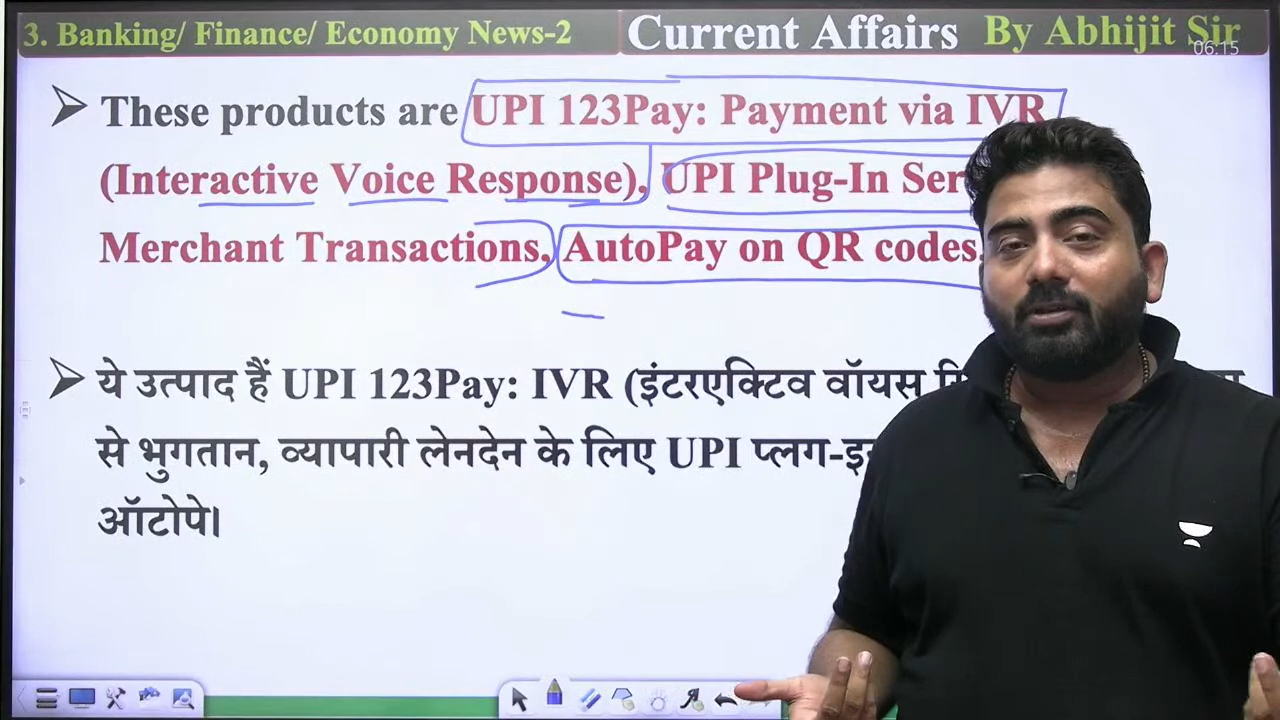 3. Banking/ Finance/ Economy News-2
Current Affairs By Abhijit Sir
06:15
These products are UPI 123Pay: Payment via IVR
(Interactive Voice Response), UPI Plug-In
Merchant Transactions, AutoPay on QR codes
ये उत्पाद हैं UPI 123Pay: IVR (इंटरएक्टिव वॉयस
से भुगतान, व्यापारी लेनदेन के लिए UPI
ऑटोपे।